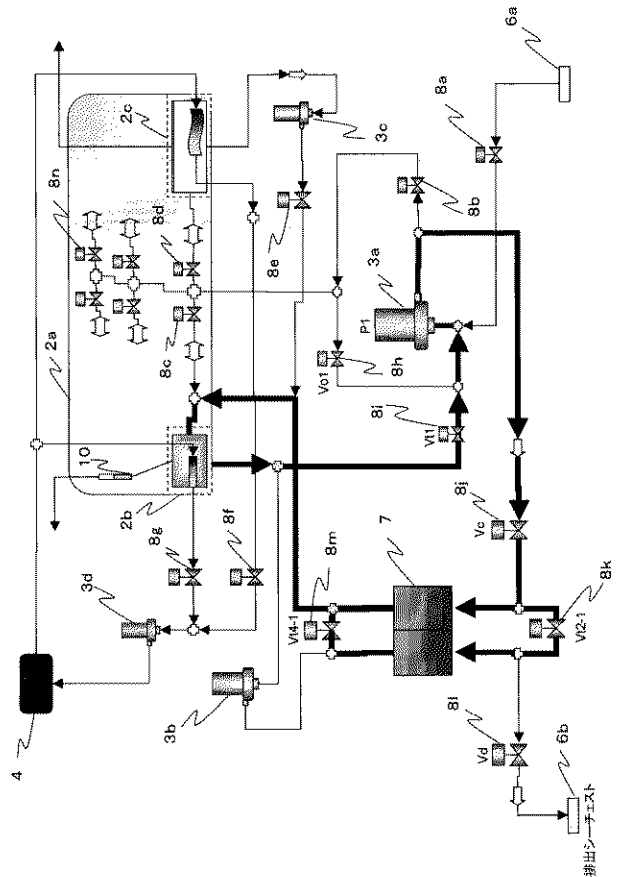 4
3d
3b
8g
8f
2b
10
2a
8n
8d
8c
2c
8e
3c
Vo1
8h
8i
Vt1
P1
3a
8b
8a
6a
Vt4-1
8m
7
Vc
8j
Vt2-1
8k
Vd
8l
6b
排出シーチェスト